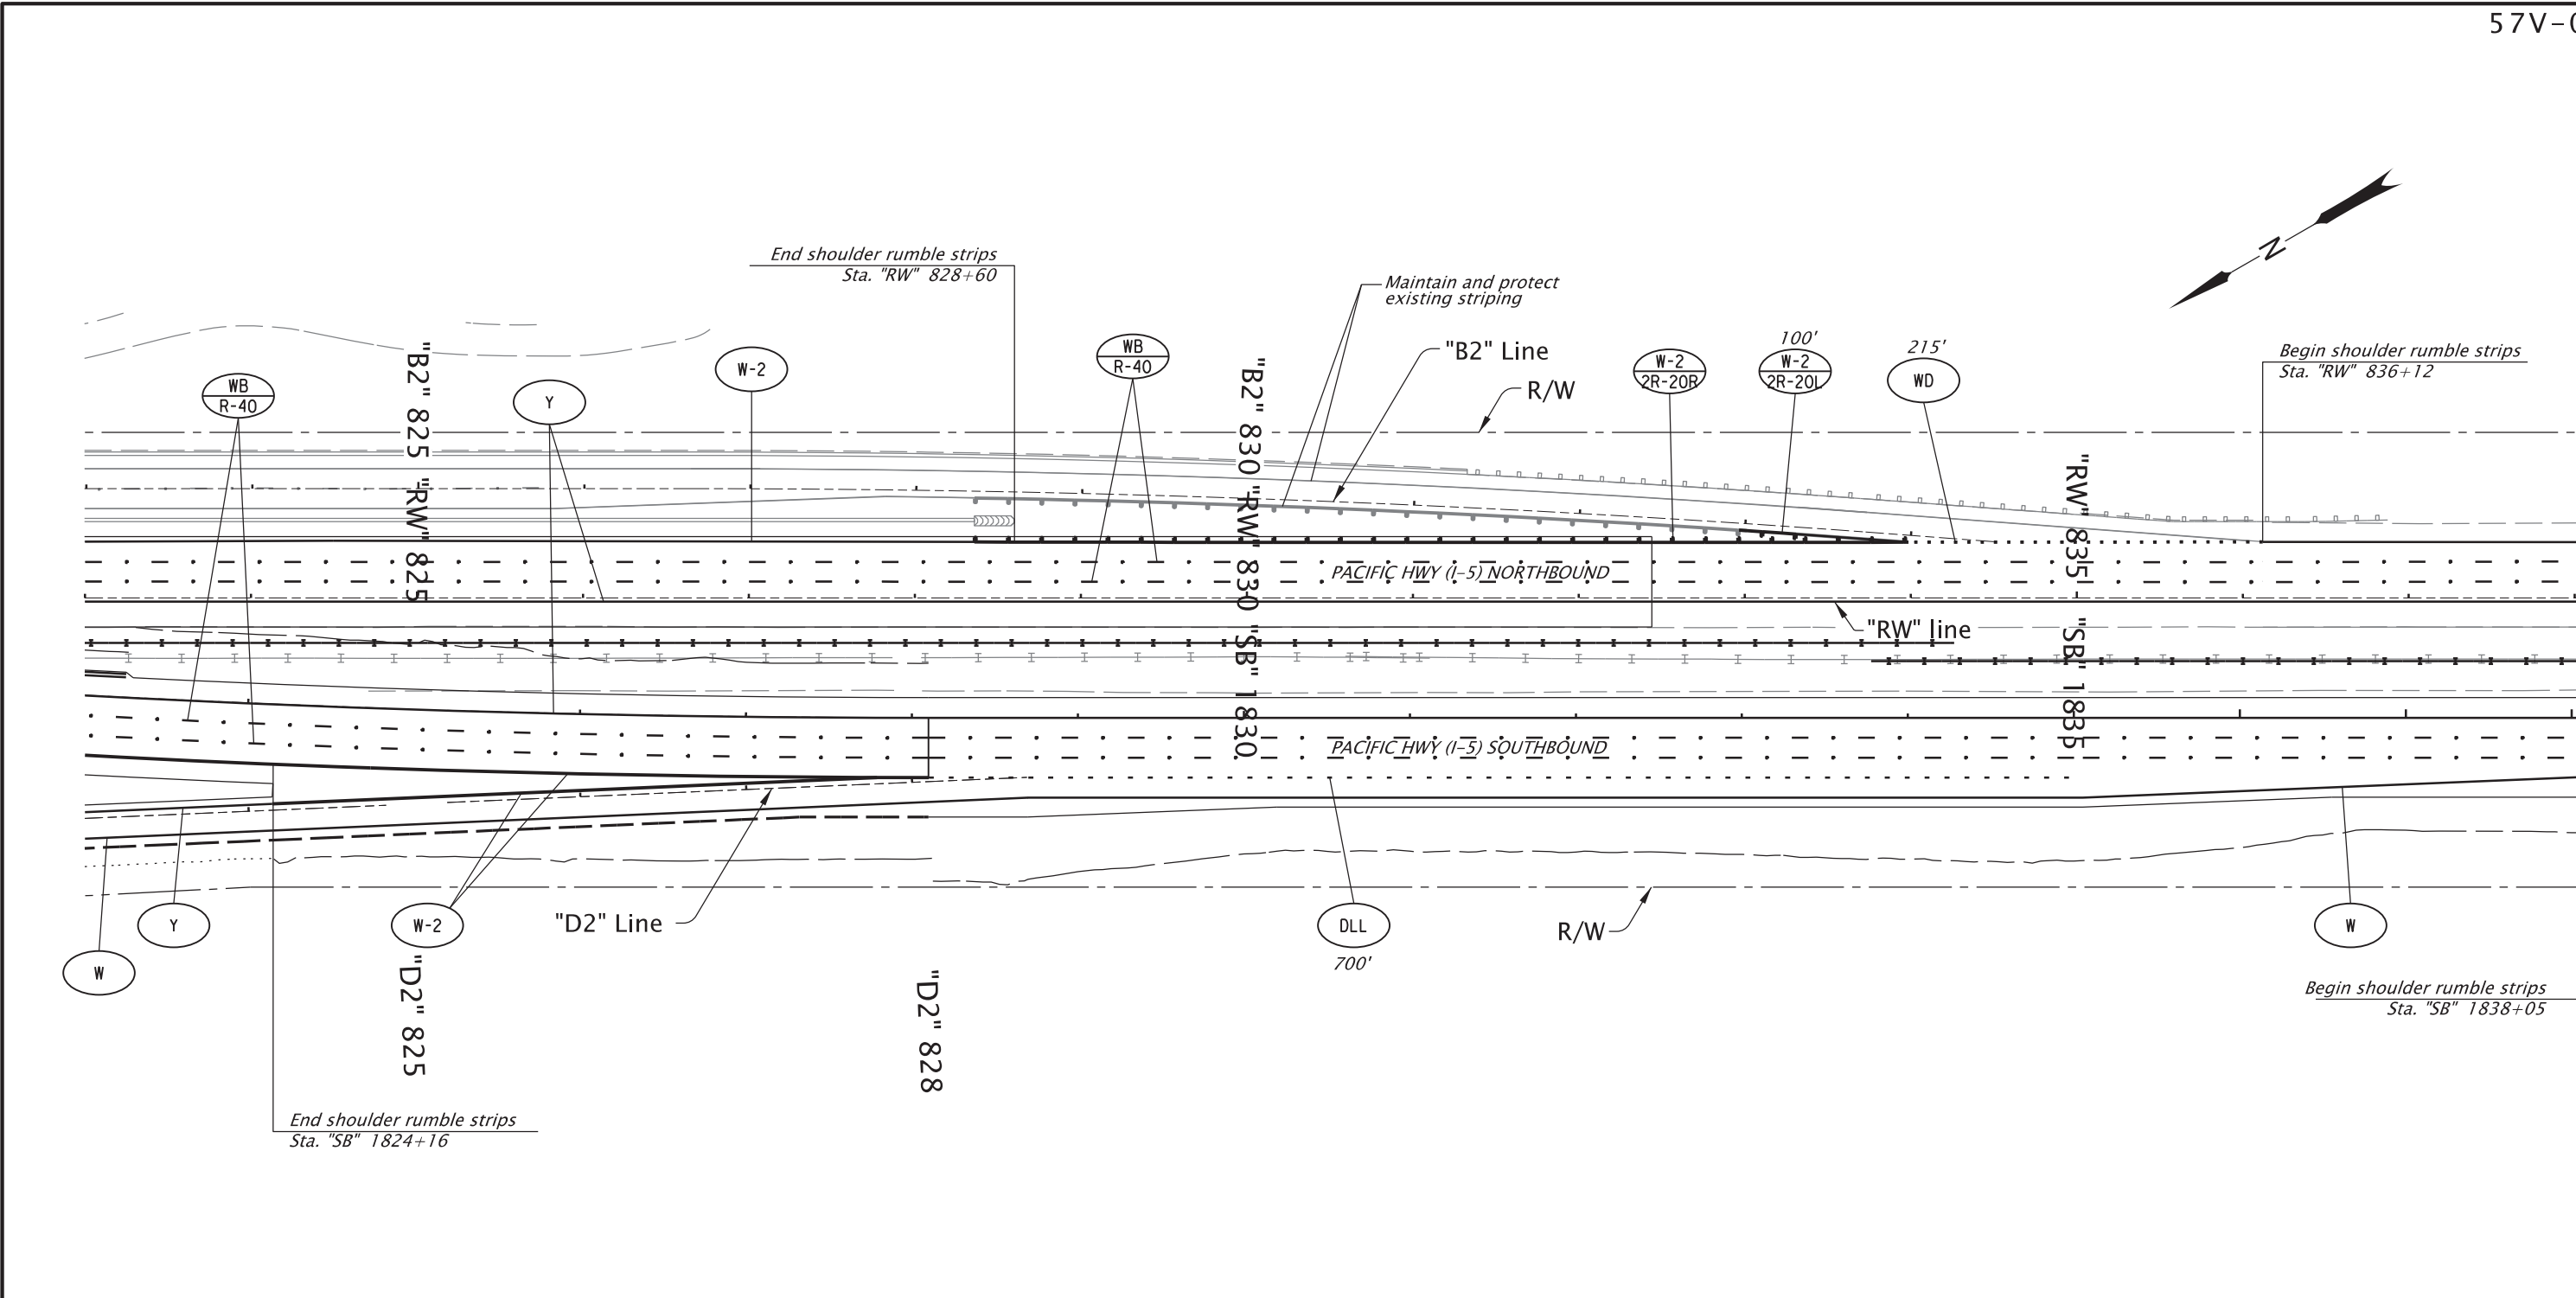 57V-0
End shoulder rumble strips
Sta. "RW" 828+60
Maintain and protect
existing striping
N
"B2" Line
R/W
100'
215'
WB
R-40
Y
W-2
WB
R-40
W-2
2R-20R
W-2
2R-20L
WD
Begin shoulder rumble strips
Sta. "RW" 836+12
"B2" 825
"RW" 825
"B2" 830
"RW" 830
"SB" 1830
"RW" 835
"SB" 1835
PACIFIC HWY (I-5) NORTHBOUND
"RW" line
PACIFIC HWY (I-5) SOUTHBOUND
W
Y
W-2
"D2" Line
DLL
700'
R/W
W
"D2" 825
"D2" 828
Begin shoulder rumble strips
Sta. "SB" 1838+05
End shoulder rumble strips
Sta. "SB" 1824+16